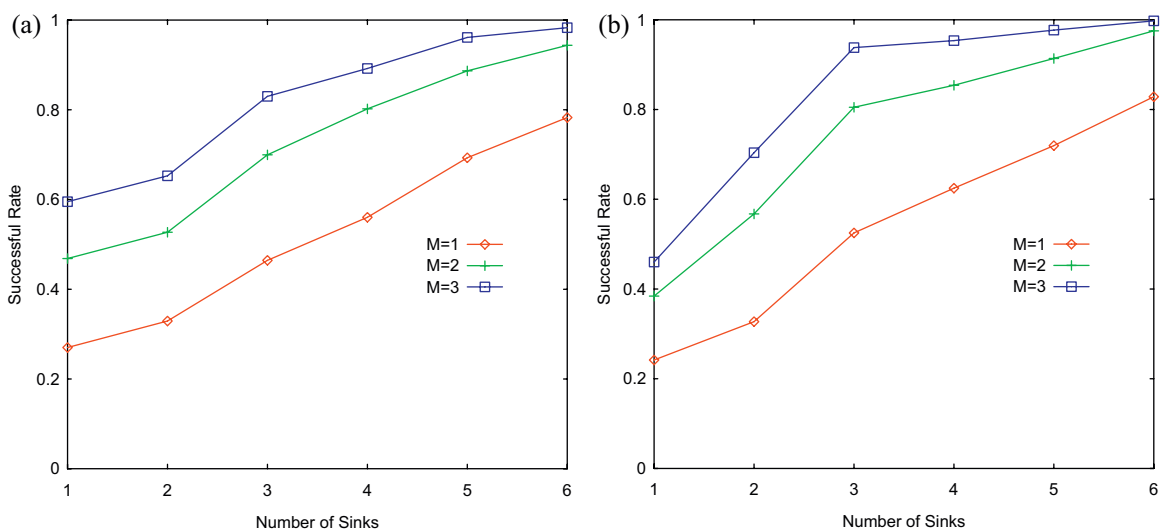 (a)
1
0.8
0.6
0.4
0.2
0
Successful Rate
M=1
M=2
M=3
1 2 3 4 5 6
Number of Sinks
(b)
1
0.8
0.6
0.4
0.2
0
Successful Rate
M=1
M=2
M=3
1 2 3 4 5 6
Number of Sinks